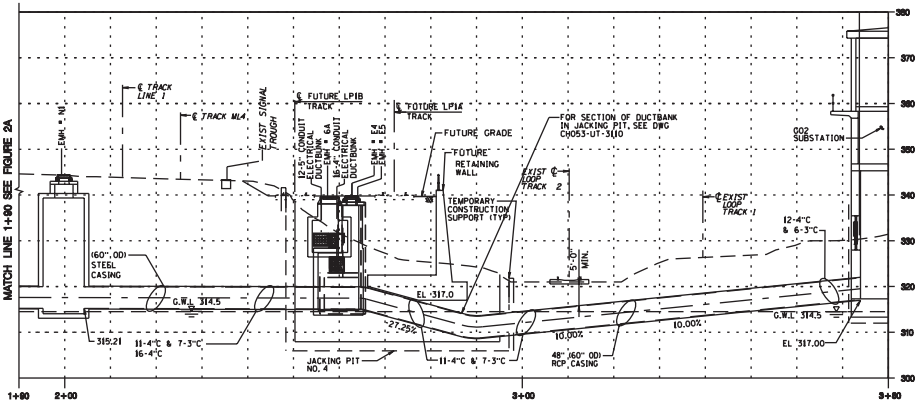 MATCH LINE 1+90 SEE FIGURE 2A
EMH # N1
℄ TRACK
LINE 1
℄ TRACK ML4
EXIST SIGNAL
TROUGH
℄ FUTURE LP1B
TRACK
12-5" CONDUIT
ELECTRICAL
DUCTBUNK
EMH # 6A
16-4" CONDUIT
ELECTRICAL
DUCTBUNK
EMH # E4
EMH # E5
℄ FUTURE LP1A
TRACK
FUTURE GRADE
FUTURE
RETAINING
WALL
TEMPORARY
CONSTRUCTION
SUPPORT (TYP)
FOR SECTION OF DUCTBANK
IN JACKING PIT, SEE DWG
CH053-UT-3110
EXIST ℄
LOOP
TRACK 2
5'-0"
MIN.
℄ EXIST
LOOP
TRACK 1
GO2
SUBSTATION
12-4"C
& 6-3"C
(60" OD)
STEEL
CASING
G.W.L 314.5
315.21
11-4"C & 7-3"C
16-4"C
EL 317.0
-27.25%
JACKING PIT
NO. 4
11-4"C & 7-3"C
10.00%
48" (60" OD)
RCP CASING
10.00%
G.W.L 314.5
EL 317.00
380
370
360
350
340
330
320
310
300
1+90
2+00
3+00
3+80